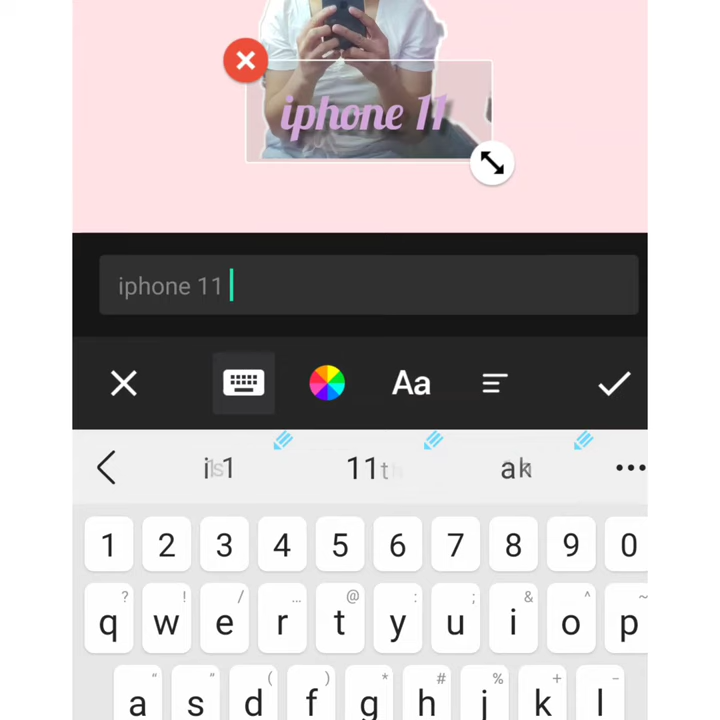 iphone 11
iphone 11
Aa
11
1 2 3 4 5 6 7 8 9 0
? ! / ... @ : ; & ^ ~
q w e r t y u i o p
" " ( ) * # % + -
a s d f g h j k l